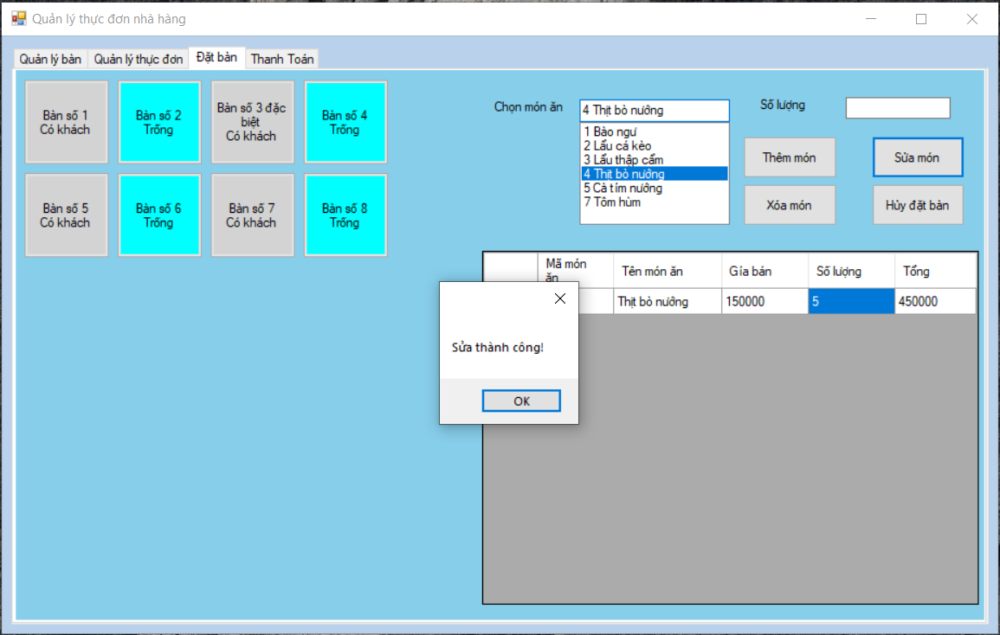 Quản lý thực đơn nhà hàng
Quản lý bàn
Quản lý thực đơn
Đặt bàn
Thanh Toán
Bàn số 1
Có khách
Bàn số 2
Trống
Bàn số 3 đặc
biệt
Có khách
Bàn số 4
Trống
Bàn số 5
Có khách
Bàn số 6
Trống
Bàn số 7
Có khách
Bàn số 8
Trống
Chọn món ăn
4 Thịt bò nướng
1 Bào ngư
2 Lẩu cá kèo
3 Lẩu thập cẩm
4 Thịt bò nướng
5 Cà tím nướng
7 Tôm hùm
Số lượng
Thêm món
Sửa món
Xóa món
Hủy đặt bàn
Mã món
ăn
Tên món ăn
Gía bán
Số lượng
Tổng
Thịt bò nướng
150000
5
450000
Sửa thành công!
OK